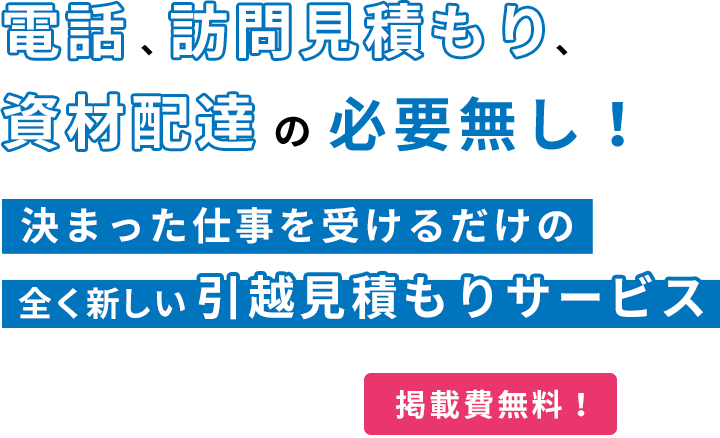 電話、訪問見積もり、
資材配達の必要無し！
決まった仕事を受けるだけの
全く新しい引越見積もりサービス
掲載費無料！